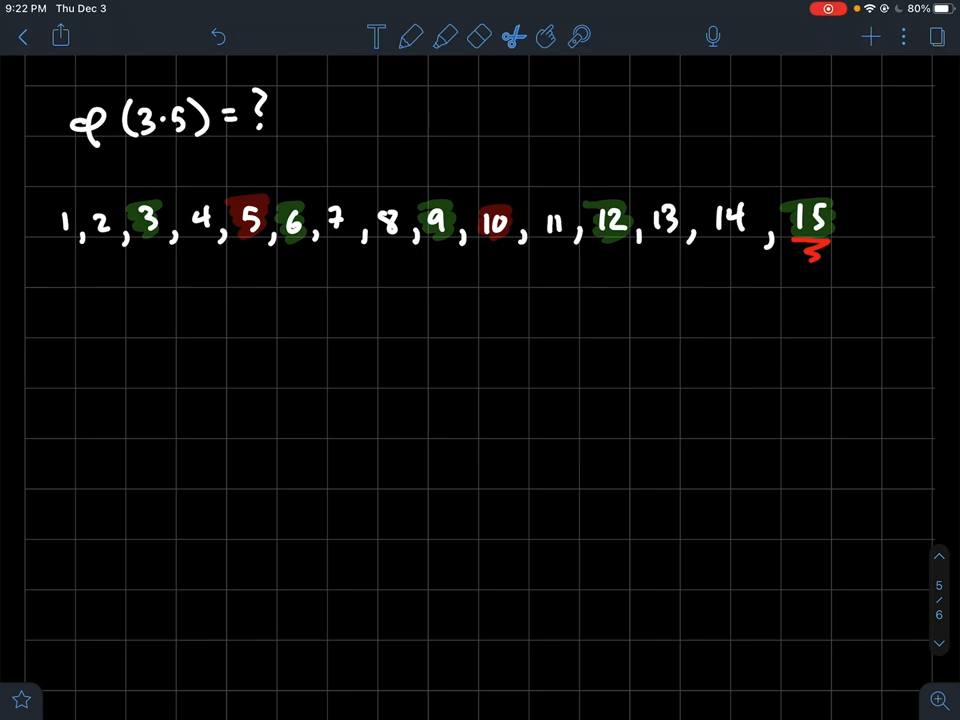 9:22 PM Thu Dec 3
80%
T
φ(3·5) = ?
1, 2, 3, 4, 5, 6, 7, 8, 9, 10, 11, 12, 13, 14, 15
5
/
6